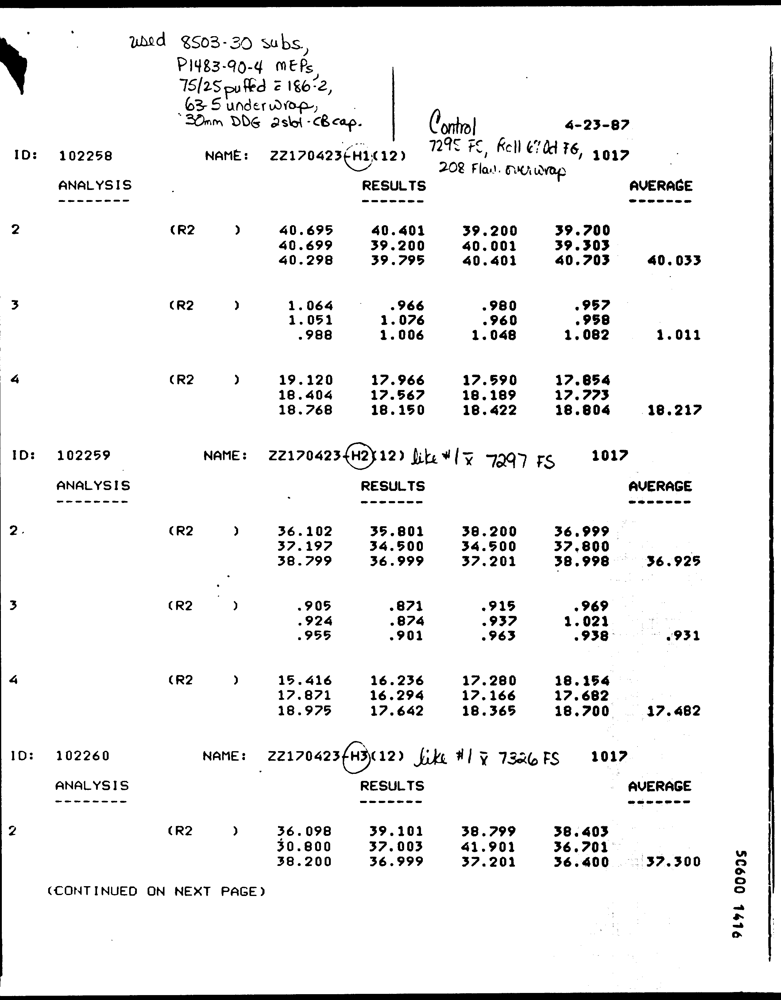 used 8503-30 subs,
P1483-90-4 MEPs,
75/25 puffed c̄ 186-2,
63-5 underwrap,
30mm DDG 2slot-CB cap.
Control 4-23-87
7295 FS, Roll 6
208 Flav. overwrap
ID: 102258 NAME: ZZ170423-H1(12) 1017
ANALYSIS RESULTS AVERAGE
-------- ------- -------
2 (R2 ) 40.695 40.401 39.200 39.700
40.699 39.200 40.001 39.303
40.298 39.795 40.401 40.703 40.033
3 (R2 ) 1.064 .966 .980 .957
1.051 1.076 .960 .958
.988 1.006 1.048 1.082 1.011
4 (R2 ) 19.120 17.966 17.590 17.854
18.404 17.567 18.189 17.773
18.768 18.150 18.422 18.804 18.217
ID: 102259 NAME: ZZ170423-H2(12) like #1 c̄ 7297 FS 1017
ANALYSIS RESULTS AVERAGE
-------- ------- -------
2. (R2 ) 36.102 35.801 38.200 36.999
37.197 34.500 34.500 37.800
38.799 36.999 37.201 38.998 36.925
3 (R2 ) .905 .871 .915 .969
.924 .874 .937 1.021
.955 .901 .963 .938 .931
4 (R2 ) 15.416 16.236 17.280 18.154
17.871 16.294 17.166 17.682
18.975 17.642 18.365 18.700 17.482
ID: 102260 NAME: ZZ170423-H3(12) like #1 c̄ 7326 FS 1017
ANALYSIS RESULTS AVERAGE
-------- ------- -------
2 (R2 ) 36.098 39.101 38.799 38.403
30.800 37.003 41.901 36.701
38.200 36.999 37.201 36.400 37.300
(CONTINUED ON NEXT PAGE)
50600 1416